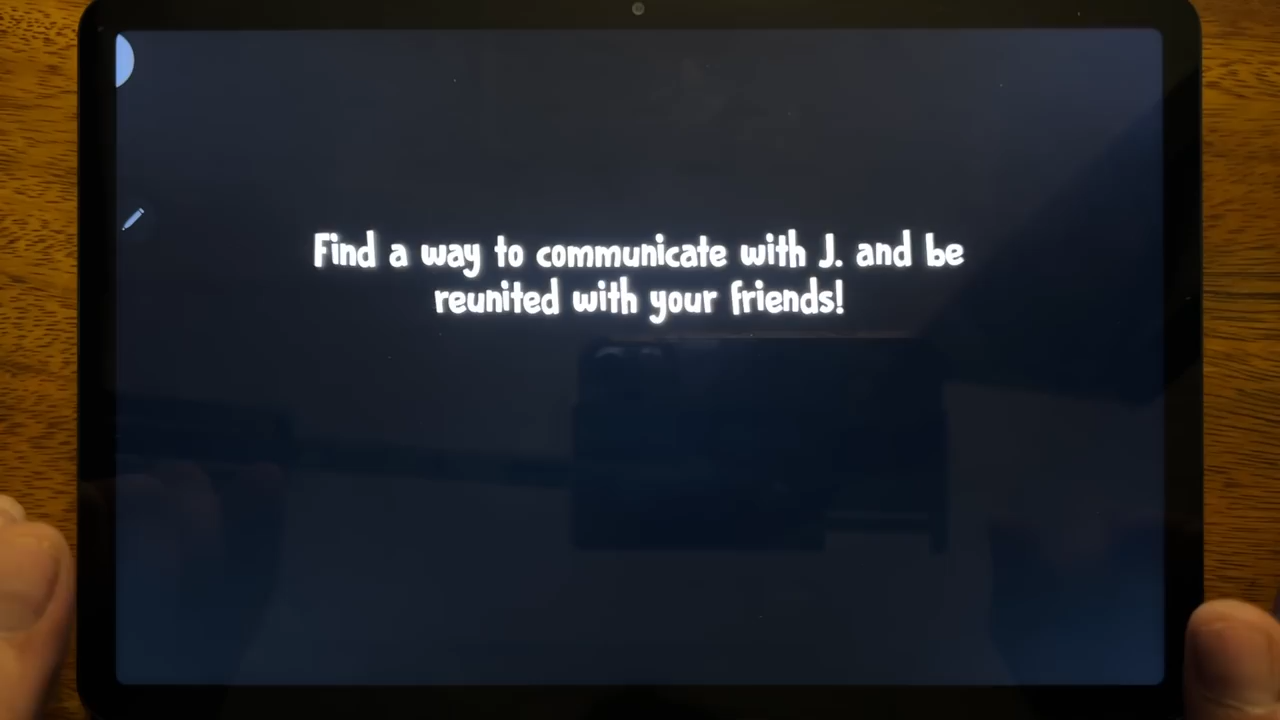 Find a way to communicate with J. and be
reunited with your friends!